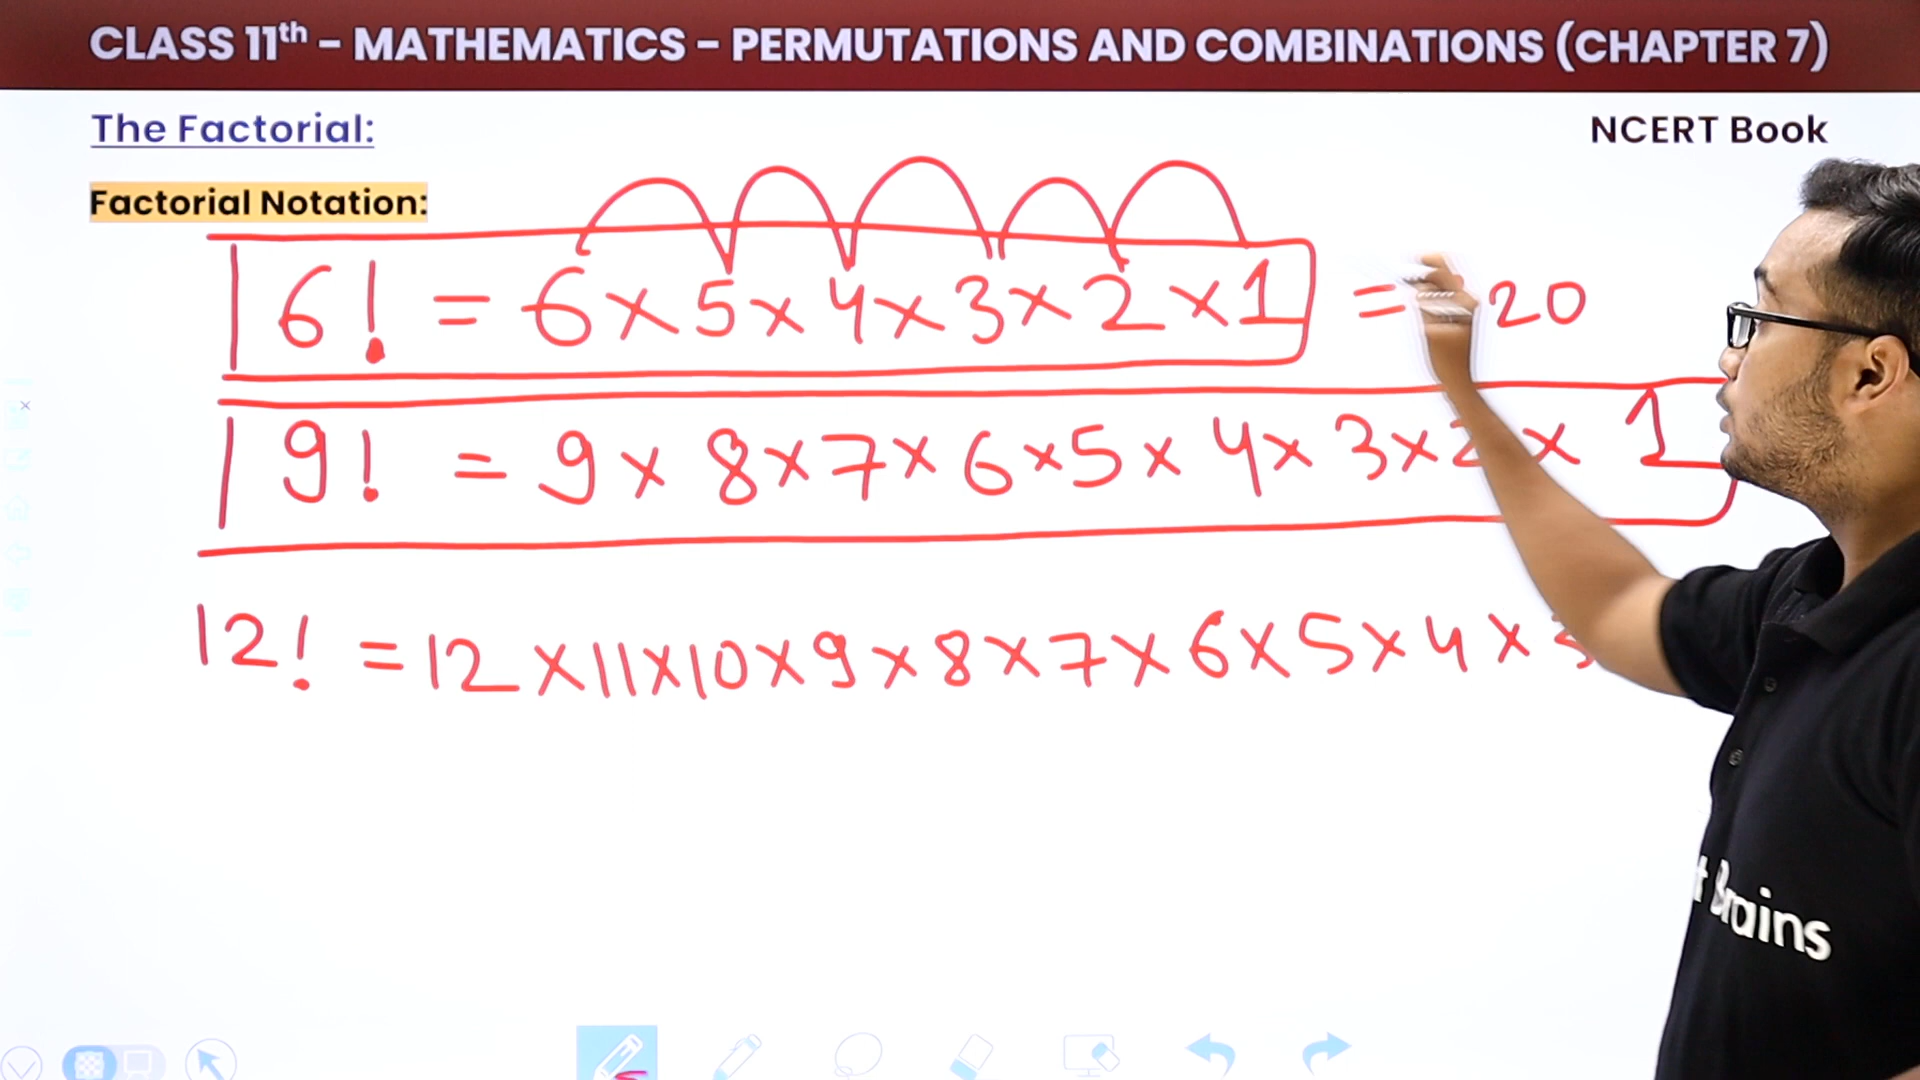 CLASS 11th - MATHEMATICS - PERMUTATIONS AND COMBINATIONS (CHAPTER 7)
The Factorial:
NCERT Book
Factorial Notation:
6! = 6 × 5 × 4 × 3 × 2 × 1 = 20
9! = 9 × 8 × 7 × 6 × 5 × 4 × 3 × 2 × 1
12! = 12 × 11 × 10 × 9 × 8 × 7 × 6 × 5 × 4 ×
Brains